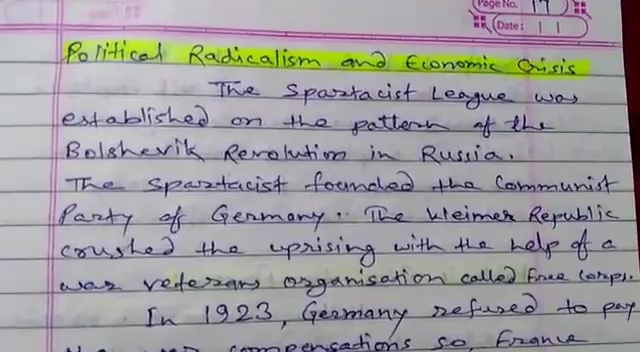 Page No. 17
Date:
Political Radicalism and Economic Crisis
The Spartacist League was
established on the pattern of the
Bolshevik Revolution in Russia.
The Spartacist founded the Communist
Party of Germany. The Weimer Republic
crushed the uprising with the help of a
war veterans organisation called Free Corps.
In 1923, Germany refused to pay
the war compensations so, France